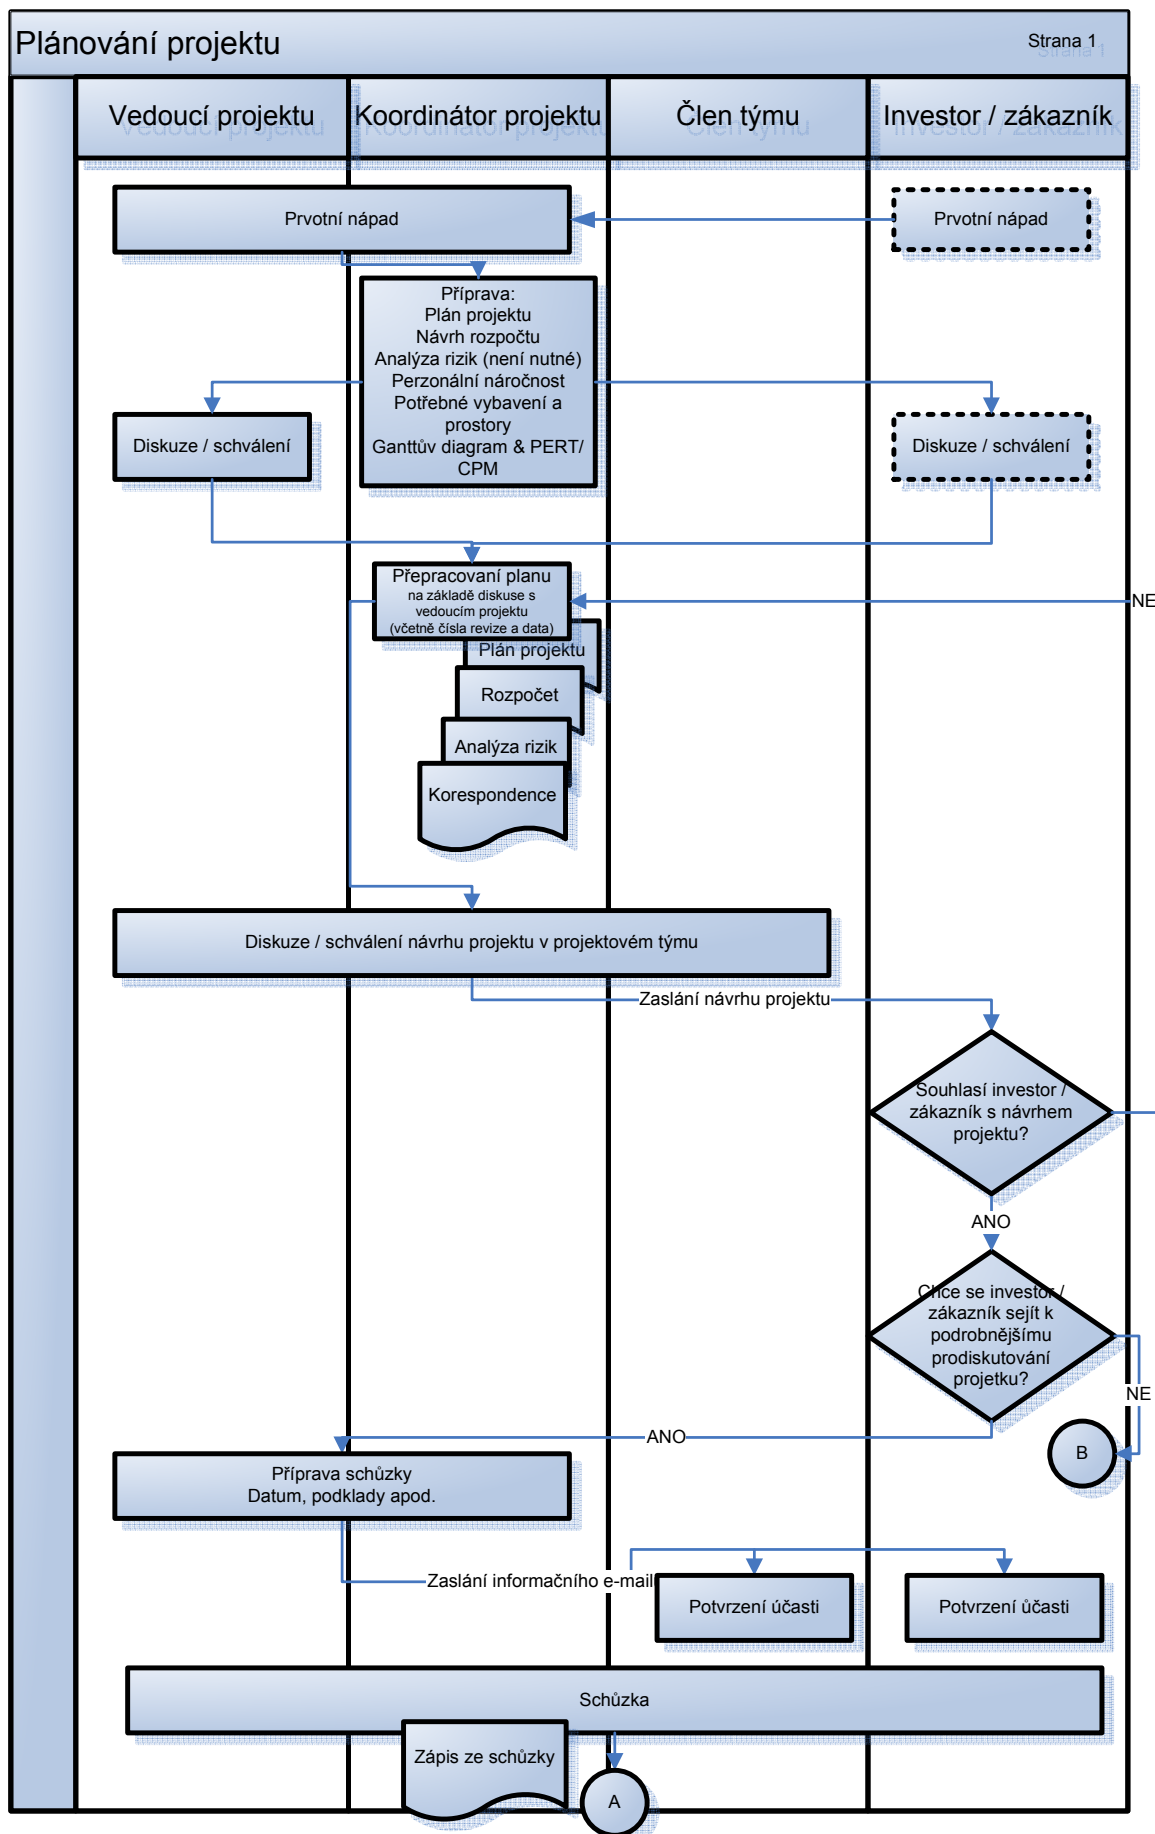 Plánování projektu
Strana 1
Vedoucí projektu
Koordinátor projektu
Člen týmu
Investor / zákazník
Prvotní nápad
Prvotní nápad
Příprava:
Plán projektu
Návrh rozpočtu
Analýza rizik (není nutné)
Perzonální náročnost
Potřebné vybavení a
prostory
Ganttův diagram & PERT/
CPM
Diskuze / schválení
Diskuze / schválení
Přepracovaní planu
na základě diskuse s
vedoucím projektu
(včetně čísla revize a data)
NE
Plán projektu
Rozpočet
Analýza rizik
Korespondence
Diskuze / schválení návrhu projektu v projektovém týmu
Zaslání návrhu projektu
Souhlasí investor /
zákazník s návrhem
projektu?
ANO
Chce se investor /
zákazník sejít k
podrobnějšímu
prodiskutování
projetku?
NE
ANO
B
Příprava schůzky
Datum, podklady apod.
Zaslání informačního e-mail
Potvrzení účasti
Potvrzení ůčasti
Schůzka
Zápis ze schůzky
A